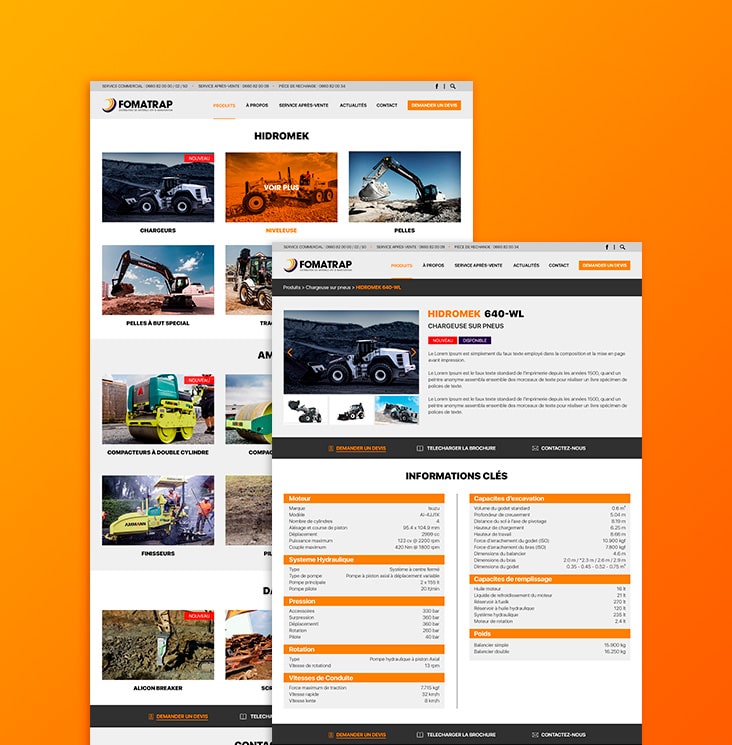 SERVICE COMMERCIAL : 0660 82 00 00 / 02 / 50 - SERVICE APRÈS-VENTE : 0660 82 00 09 - PIÈCE DE RECHANGE : 0660 82 00 34
FOMATRAP
PRODUITS À PROPOS SERVICE APRÈS-VENTE ACTUALITÉS CONTACT DEMANDER UN DEVIS
HIDROMEK
NOUVEAU
VOIR PLUS
CHARGEURS NIVELEUSE PELLES
PELLES À BUT SPECIAL TRAC
AM
NOUVEAU
COMPACTEURS À DOUBLE CYLINDRE CO
AMMANN
FINISSEURS PIL
DA
NOUVEAU
ALICON BREAKER SCR
DEMANDER UN DEVIS TELECHARG
CONTAC
SERVICE COMMERCIAL : 0660 82 00 00 / 02 / 50 - SERVICE APRÈS-VENTE : 0660 82 00 09 - PIÈCE DE RECHANGE : 0660 82 00 34
FOMATRAP
PRODUITS À PROPOS SERVICE APRÈS-VENTE ACTUALITÉS CONTACT DEMANDER UN DEVIS
Produits > Chargeuse sur pneus > HIDROMEK 640-WL
HIDROMEK 640-WL
CHARGEUSE SUR PNEUS
NOUVEAU DISPONIBLE
Le Lorem Ipsum est simplement du faux texte employé dans la composition et la mise en page
avant impression.
Le Lorem Ipsum est le faux texte standard de l'imprimerie depuis les années 1500, quand un
peintre anonyme assembla ensemble des morceaux de texte pour réaliser un livre spécimen de
polices de texte.
Le Lorem Ipsum est le faux texte standard de l'imprimerie depuis les années 1500, quand un
peintre anonyme assembla ensemble des morceaux de texte pour réaliser un livre spécimen de
polices de texte.
DEMANDER UN DEVIS TELECHARGER LA BROCHURE CONTACTEZ-NOUS
INFORMATIONS CLÉS
Moteur
Marque Isuzu
Modèle AI-4JJ1X
Nombre de cylindres 4
Alésage et course de piston 95.4 x 104.9 mm
Déplacement 2999 cc
Puissance maximum 123 cv @ 2200 rpm
Couple maximum 420 Nm @ 1800 rpm
Systeme Hydraulique
Type Système à centre fermé
Type de pompe Pompe à piston axial à déplacement variable
Pompe principale 2 x 156 lt
Pompe pilote 20 l/min
Pression
Accessoires 330 bar
Surpression 360 bar
Déplacement 360 bar
Rotation 260 bar
Pilote 40 bar
Rotation
Type Pompe hydraulique à piston Axial
Vitesse de rotationd 13 rpm
Vitesses de Conduite
Force maximum de traction 7.715 kgf
Vitesse rapide 32 km/h
Vitesse lente 8 km/h
Capacites d'excavation
Volume du godet standard 0.6 m³
Profondeur de creusement 5.04 m
Distance du sol à l'axe de pivotage 8.19 m
Hauteur de chargement 6.25 m
Hauteur de travail 8.66 m
Force d'arrachement du godet (ISO) 10.900 kgf
Force d'arrachement du bras (ISO) 7.800 kgf
Dimensions du balancier 4.6 m
Dimensions du bras 2.0 m / *2.3 m / 2.6 m / 2.9 m
Dimensions du godet 0.35 - 0.45 - 0.52 - 0.75 m³
Capacites de remplissage
Huile moteur 16 lt
Liquide de refroidissement du moteur 21 lt
Réservoir à fuelk 270 lt
Réservoir à huile hydraulique 120 lt
Système hydraulique 235 lt
Moteur de rotation 2.4 lt
Poids
Balancier simple 15.900 kg
Balancier double 16.250 kg
DEMANDER UN DEVIS TELECHARGER LA BROCHURE CONTACTEZ-NOUS